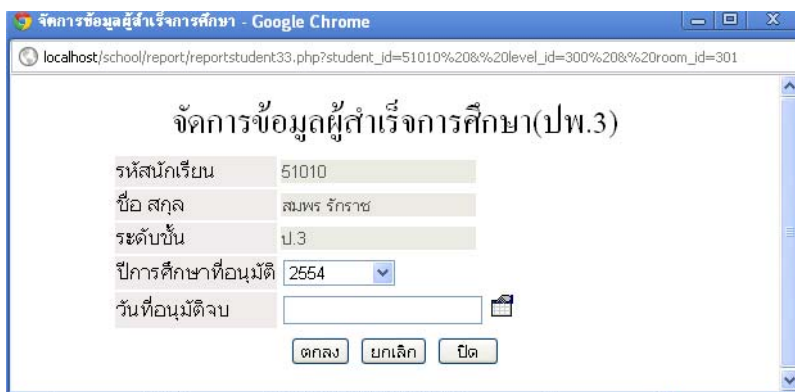 จัดการข้อมูลผู้สำเร็จการศึกษา - Google Chrome
localhost/school/report/reportstudent33.php?student_id=51010%20&%20level_id=300%20&%20room_id=301
จัดการข้อมูลผู้สำเร็จการศึกษา(ปพ.3)
รหัสนักเรียน 51010
ชื่อ สกุล สมพร รักราช
ระดับชั้น ป.3
ปีการศึกษาที่อนุมัติ 2554
วันที่อนุมัติจบ
ตกลง ยกเลิก ปิด